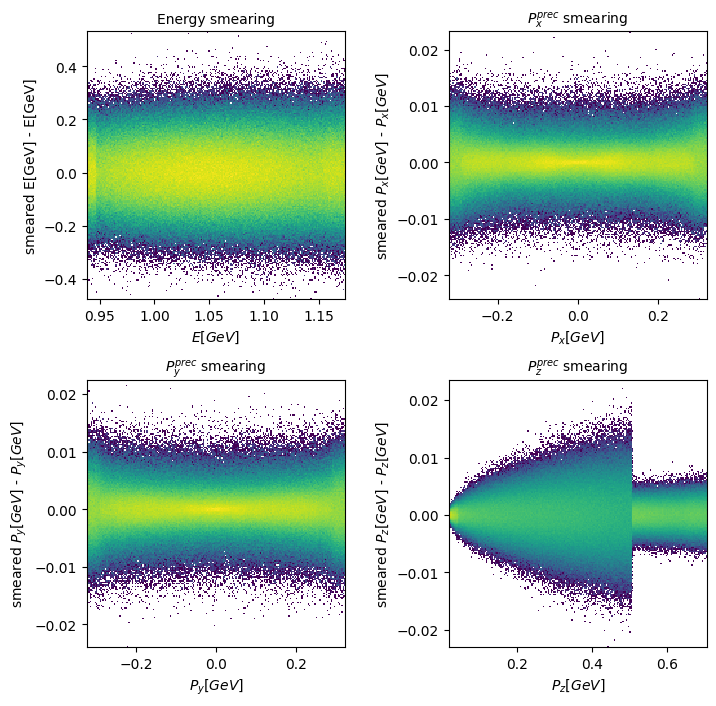 Energy smearing
smeared E[GeV] - E[GeV]
0.4
0.2
0.0
−0.2
−0.4
0.95 1.00 1.05 1.10 1.15
E[GeV]
P_x^{prec} smearing
smeared P_x[GeV] - P_x[GeV]
0.02
0.01
0.00
−0.01
−0.02
−0.2 0.0 0.2
P_x[GeV]
P_y^{prec} smearing
smeared P_y[GeV] - P_y[GeV]
0.02
0.01
0.00
−0.01
−0.02
−0.2 0.0 0.2
P_y[GeV]
P_z^{prec} smearing
smeared P_z[GeV] - P_z[GeV]
0.02
0.01
0.00
−0.01
−0.02
0.2 0.4 0.6
P_z[GeV]